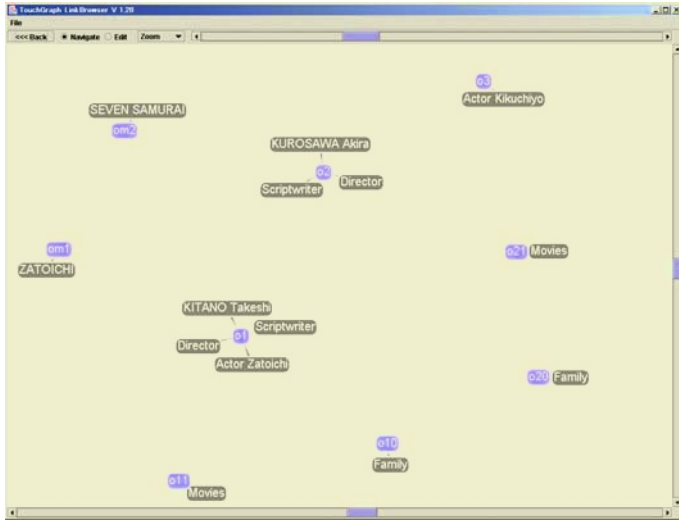 TouchGraph LinkBrowser V 1.20
File
<<< Back Navigate Edit Zoom
o3
Actor Kikuchiyo
SEVEN SAMURAI
om2
KUROSAWA Akira
o2
Scriptwriter Director
om1
ZATOICHI
o21 Movies
KITANO Takeshi
Scriptwriter
o1
Director
Actor Zatoichi
o20 Family
o10
Family
o11
Movies